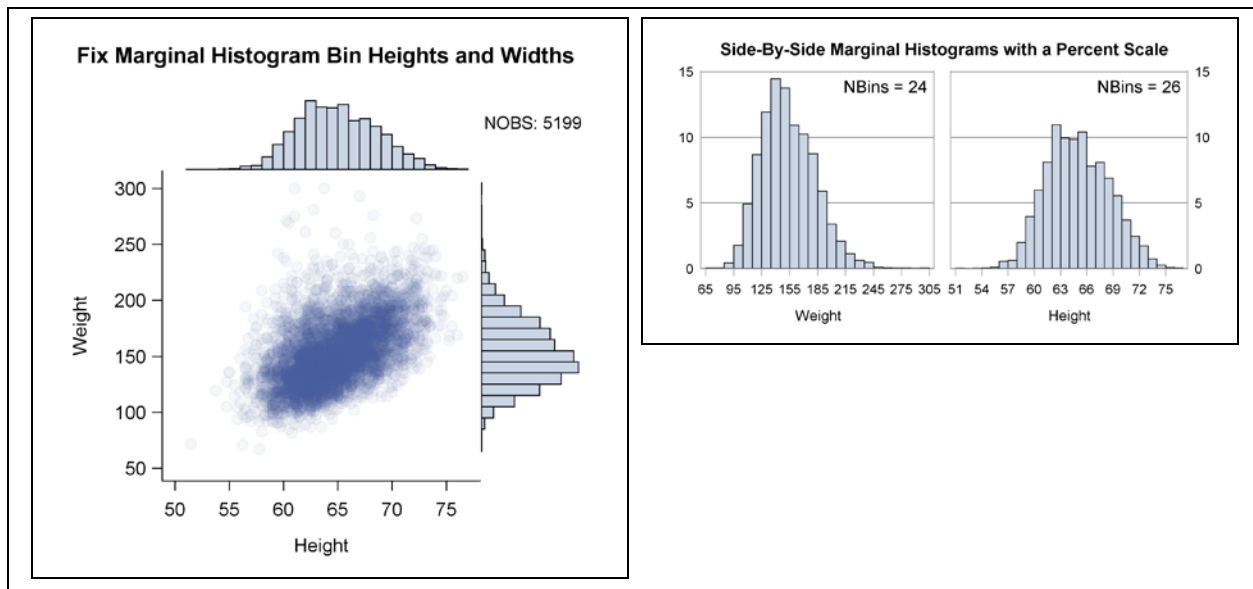 Fix Marginal Histogram Bin Heights and Widths
NOBS: 5199
300
250
200
150
100
50
Weight
50 55 60 65 70 75
Height
Side-By-Side Marginal Histograms with a Percent Scale
15
10
5
0
NBins = 24
NBins = 26
15
10
5
0
65 95 125 155 185 215 245 275 305
51 54 57 60 63 66 69 72 75
Weight
Height